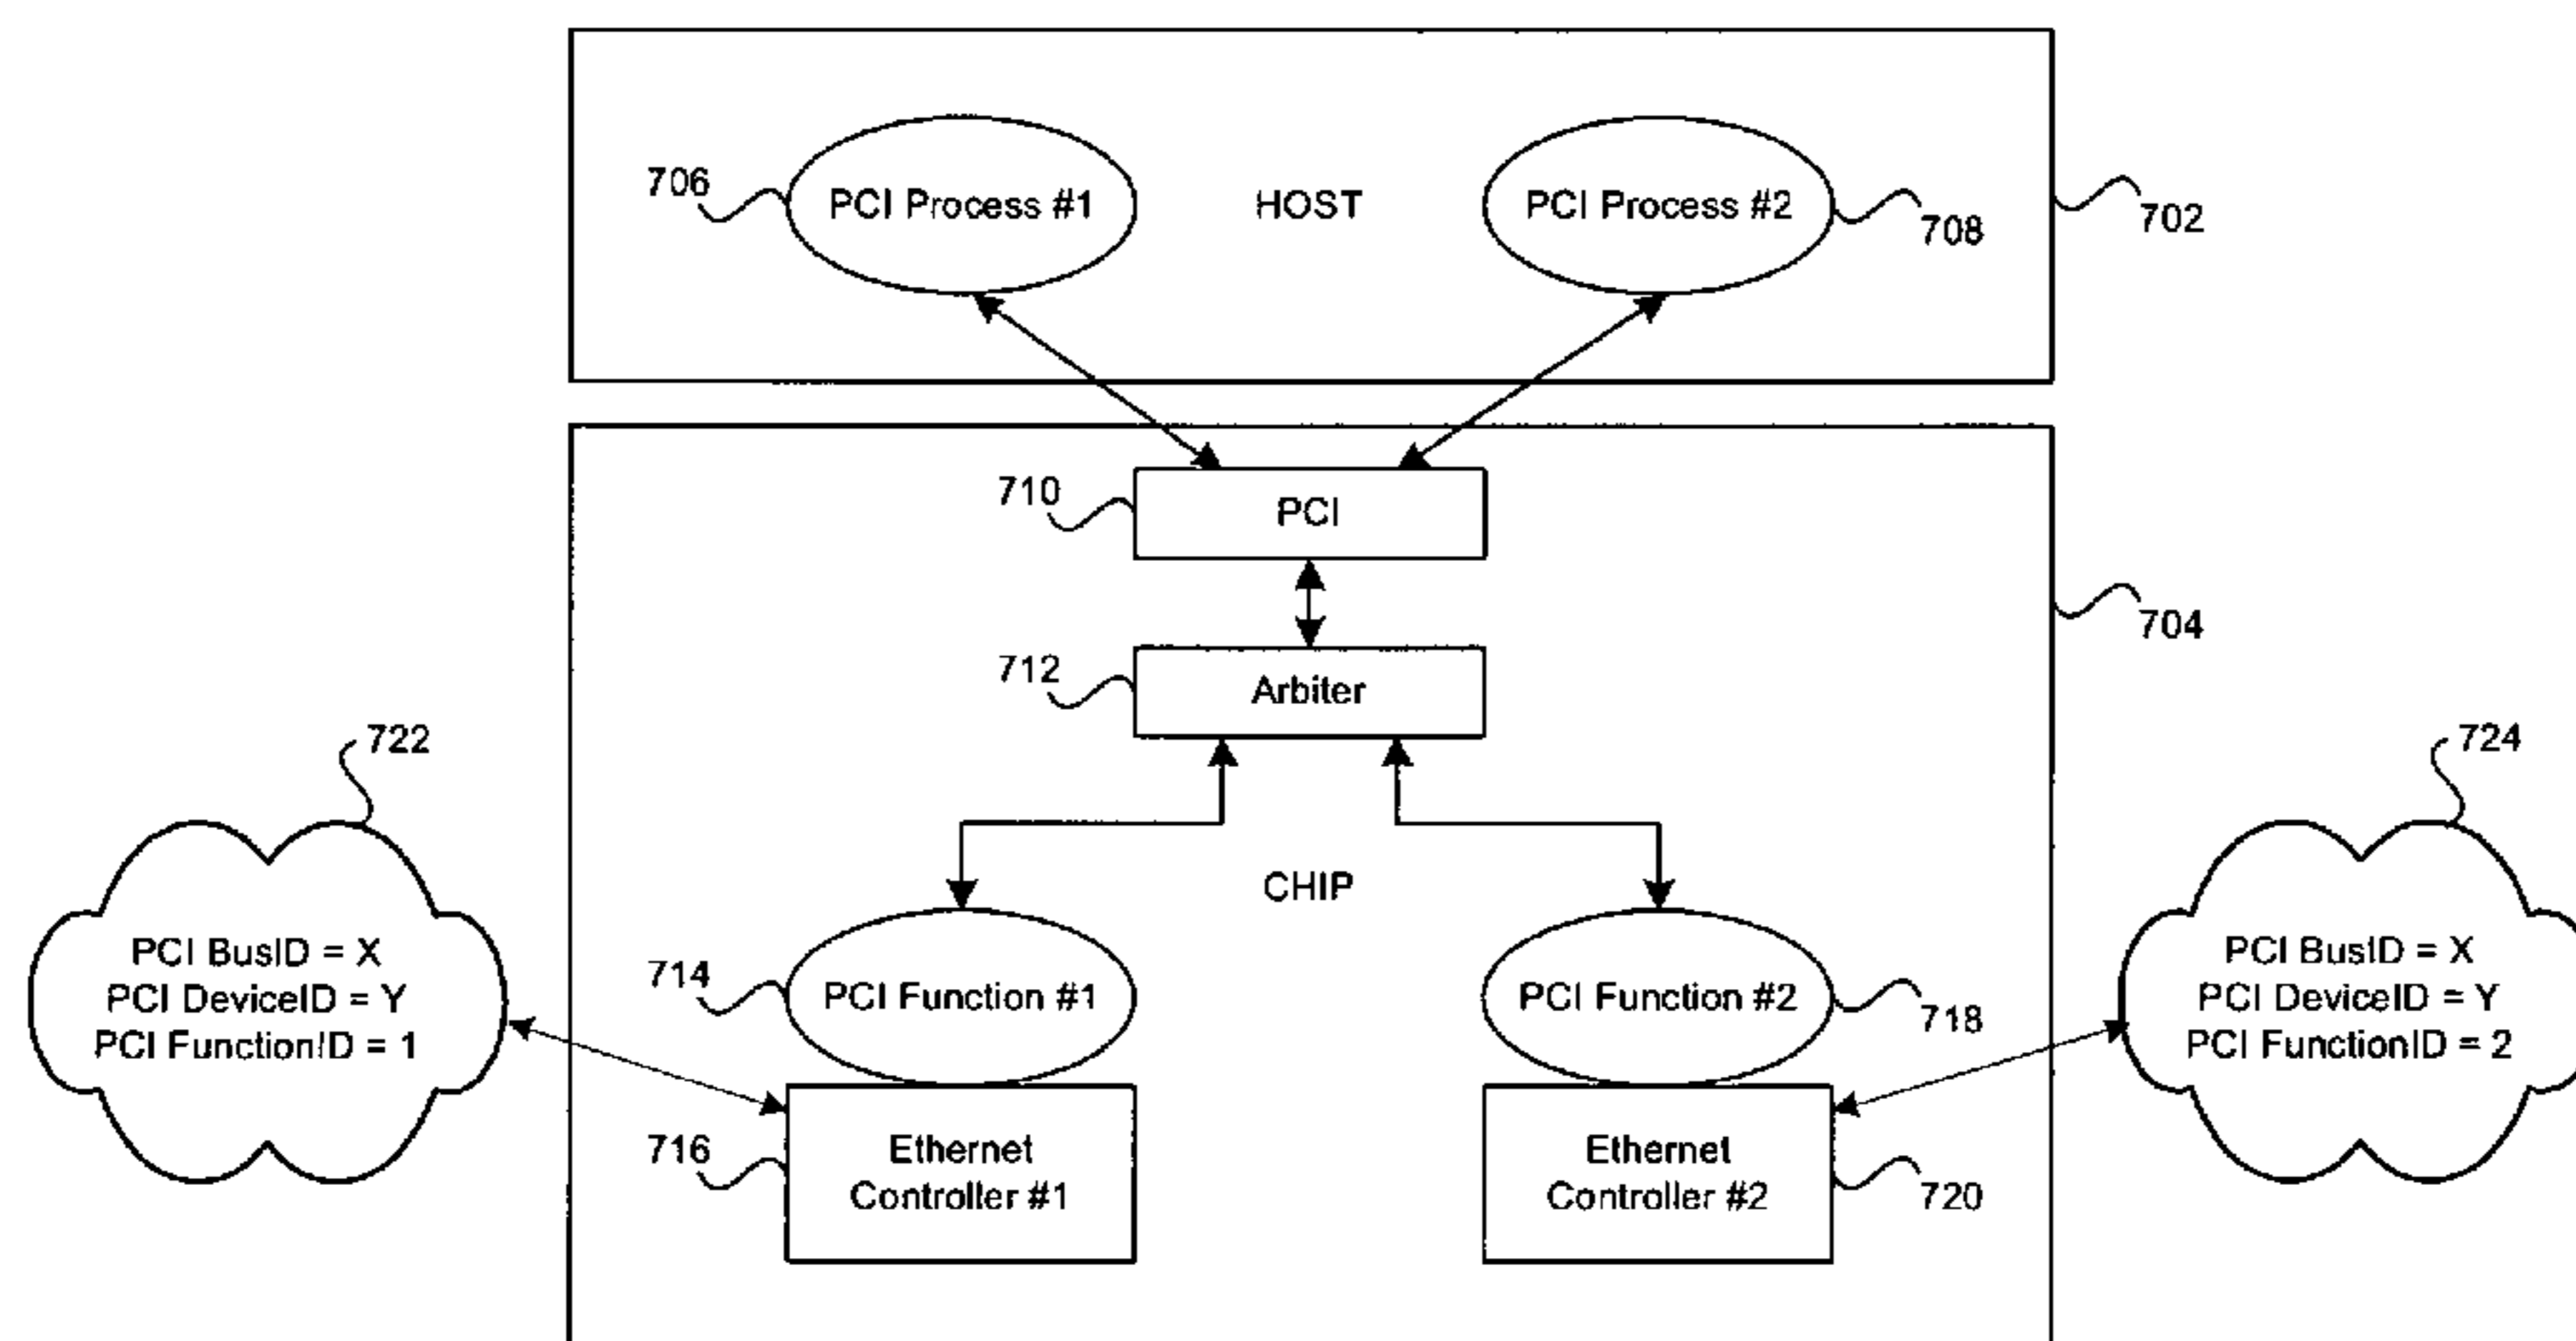 706
PCI Process #1
HOST
PCI Process #2
708
702
710
PCI
712
Arbiter
704
722
724
CHIP
PCI BusID = X
PCI DeviceID = Y
PCI FunctionID = 1
714
PCI Function #1
PCI Function #2
718
PCI BusID = X
PCI DeviceID = Y
PCI FunctionID = 2
716
Ethernet
Controller #1
Ethernet
Controller #2
720